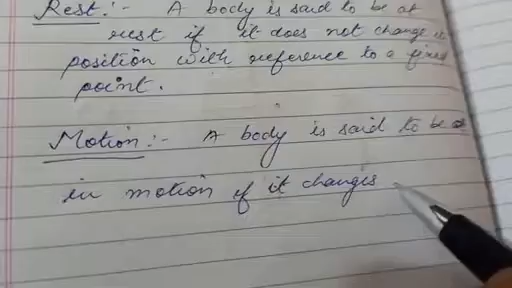 Rest:- A body is said to be at
rest if it does not change its
position with reference to a fixed
point.
Motion:- A body is said to be
in motion if it changes